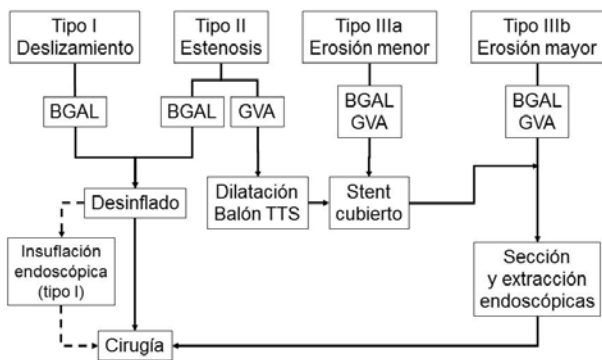 Tipo I
Deslizamiento
Tipo II
Estenosis
Tipo IIIa
Erosión menor
Tipo IIIb
Erosión mayor
BGAL
BGAL
GVA
BGAL
GVA
BGAL
GVA
Desinflado
Dilatación
Balón TTS
Stent
cubierto
Insuflación
endoscópica
(tipo I)
Sección
y extracción
endoscópicas
Cirugía